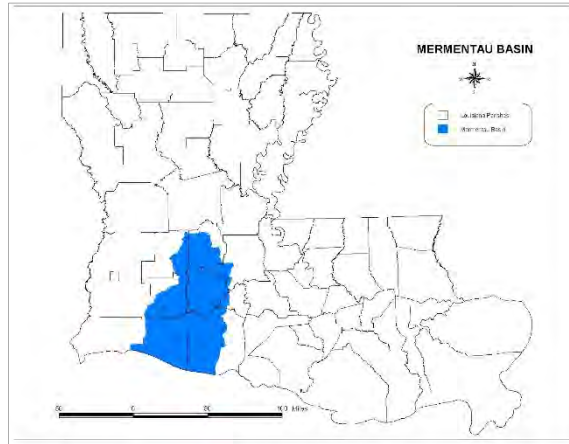 MERMENTAU BASIN
Louisiana Parishes
Mermentau Basin
50 0 50 100 Miles